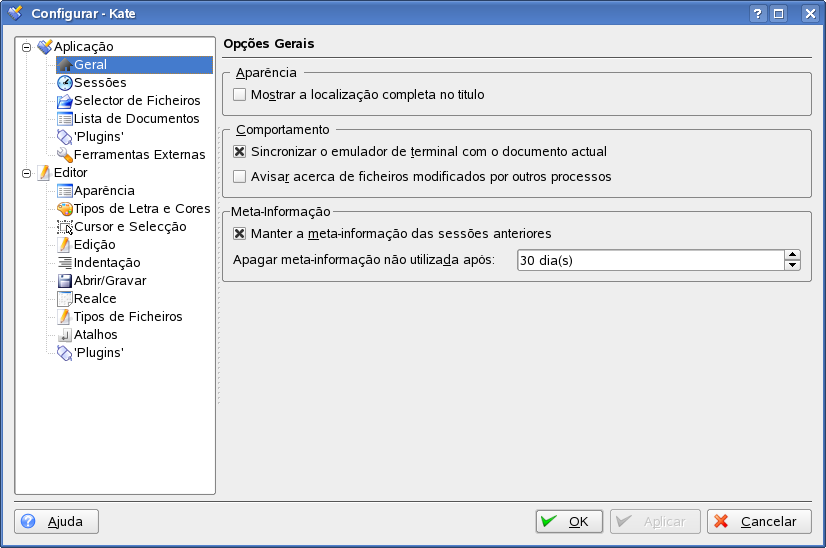 Configurar - Kate
Aplicação
Geral
Sessões
Selector de Ficheiros
Lista de Documentos
'Plugins'
Ferramentas Externas
Editor
Aparência
Tipos de Letra e Cores
Cursor e Selecção
Edição
Indentação
Abrir/Gravar
Realce
Tipos de Ficheiros
Atalhos
'Plugins'
Opções Gerais
Aparência
Mostrar a localização completa no título
Comportamento
Sincronizar o emulador de terminal com o documento actual
Avisar acerca de ficheiros modificados por outros processos
Meta-Informação
Manter a meta-informação das sessões anteriores
Apagar meta-informação não utilizada após:
30 dia(s)
Ajuda
OK
Aplicar
Cancelar